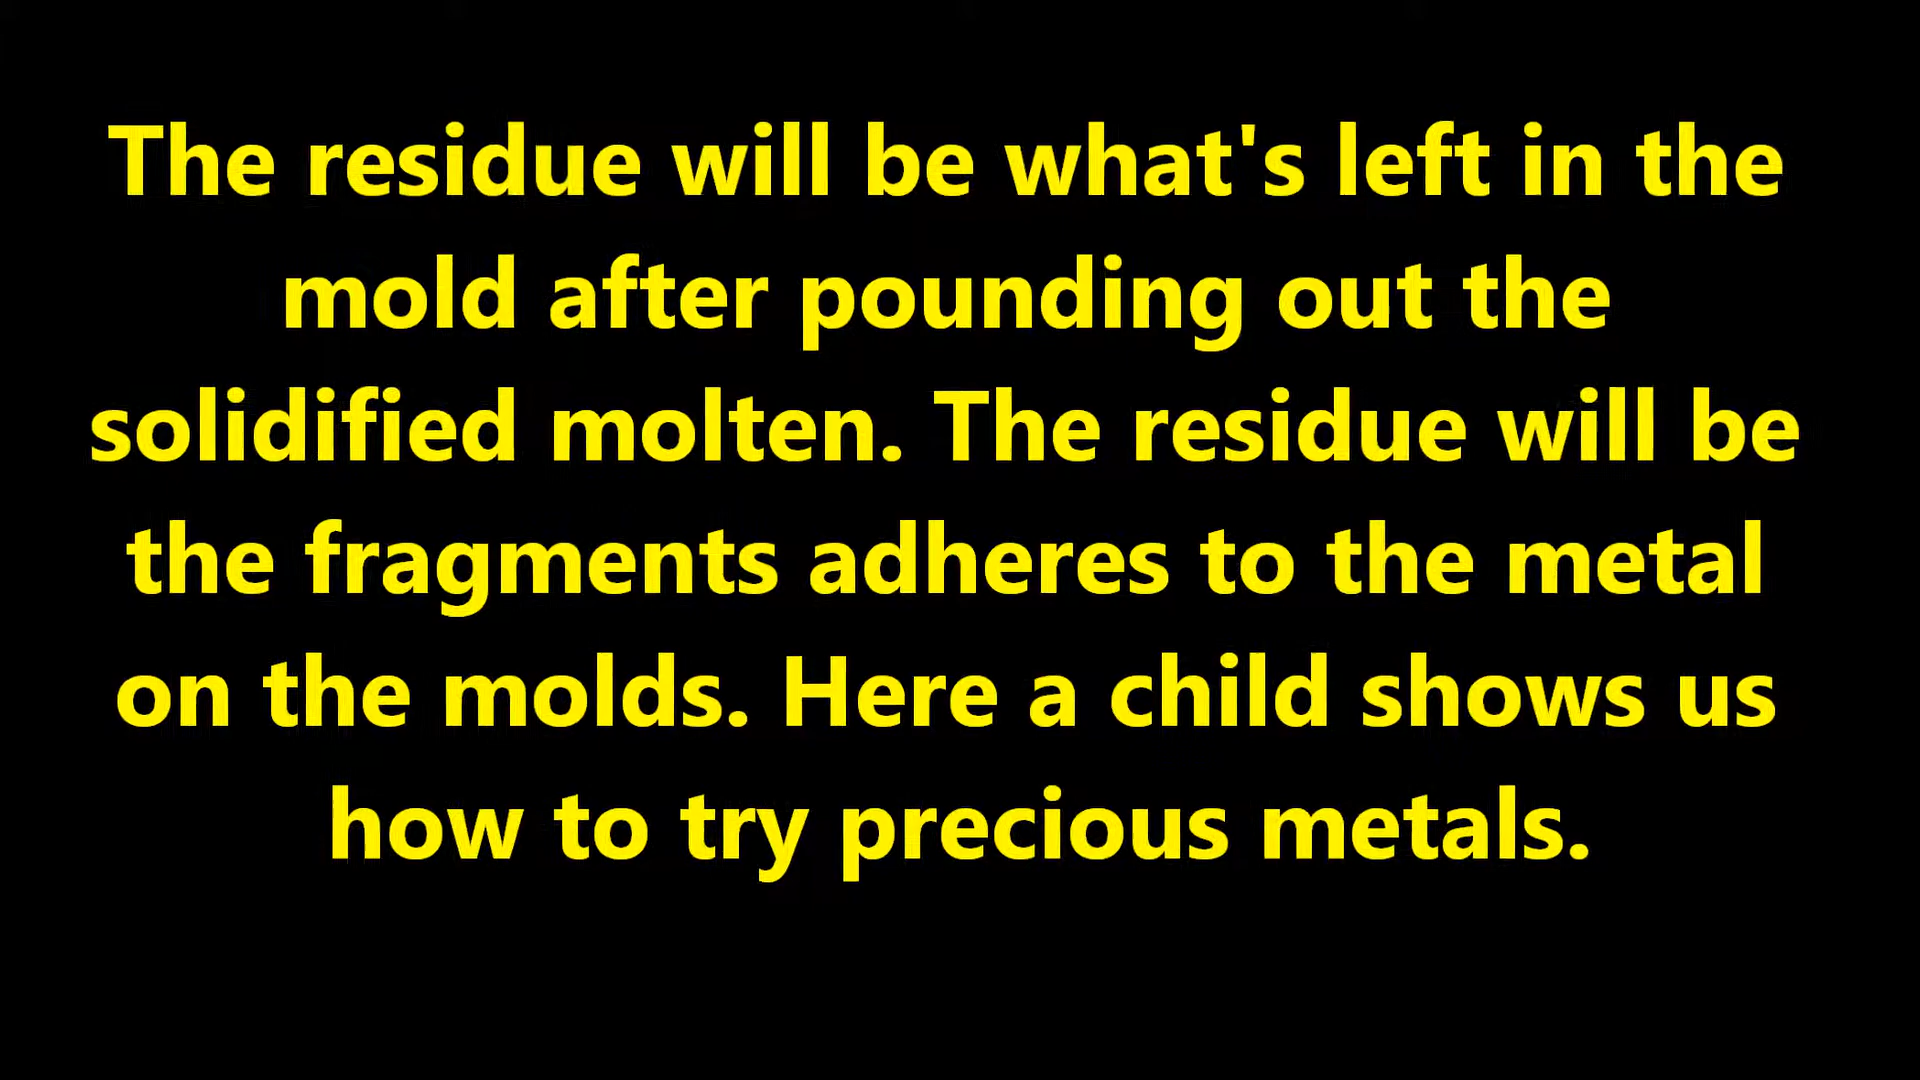 The residue will be what's left in the
mold after pounding out the
solidified molten. The residue will be
the fragments adheres to the metal
on the molds. Here a child shows us
how to try precious metals.